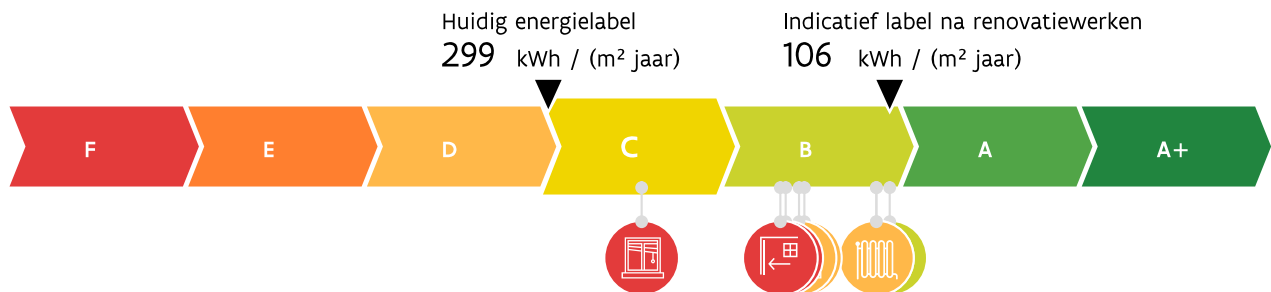 Huidig energielabel
299 kWh / (m² jaar)
Indicatief label na renovatiewerken
106 kWh / (m² jaar)
F
E
D
C
B
A
A+